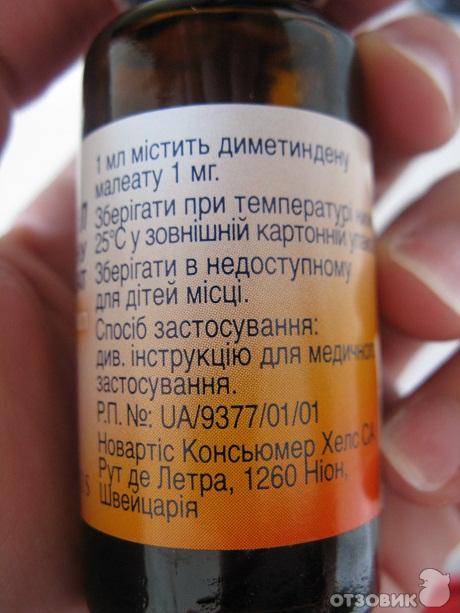 1 мл містить диметиндену
малеату 1 мг.
Зберігати при температурі
25°C у зовнішній картонній
Зберігати в недоступному
для дітей місці.
Спосіб застосування:
див. інструкцію для медичного
застосування.
Р.П. №: UA/9377/01/01
Новартіс Консьюмер Хелс СА
Рут де Летра, 1260 Ніон,
Швейцарія
ОТЗОВИК